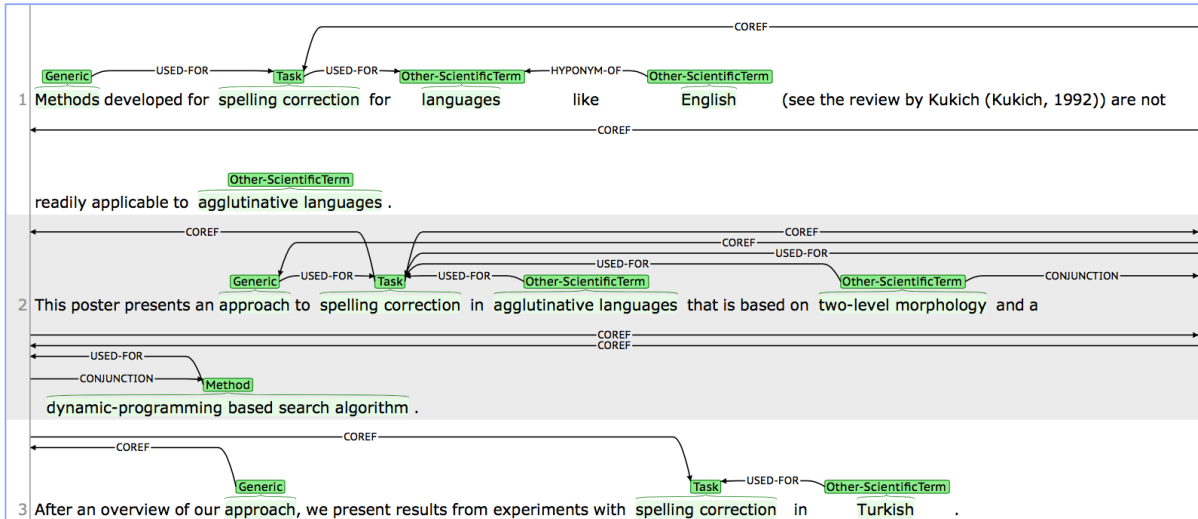 COREF
Generic USED-FOR Task USED-FOR Other-ScientificTerm HYPONYM-OF Other-ScientificTerm
1 Methods developed for spelling correction for languages like English (see the review by Kukich (Kukich, 1992)) are not
COREF
Other-ScientificTerm
readily applicable to agglutinative languages .
COREF COREF
COREF
USED-FOR
USED-FOR
Generic USED-FOR Task USED-FOR Other-ScientificTerm Other-ScientificTerm CONJUNCTION
2 This poster presents an approach to spelling correction in agglutinative languages that is based on two-level morphology and a
COREF
COREF
USED-FOR
CONJUNCTION Method
dynamic-programming based search algorithm .
COREF
COREF
Generic Task USED-FOR Other-ScientificTerm
3 After an overview of our approach, we present results from experiments with spelling correction in Turkish .